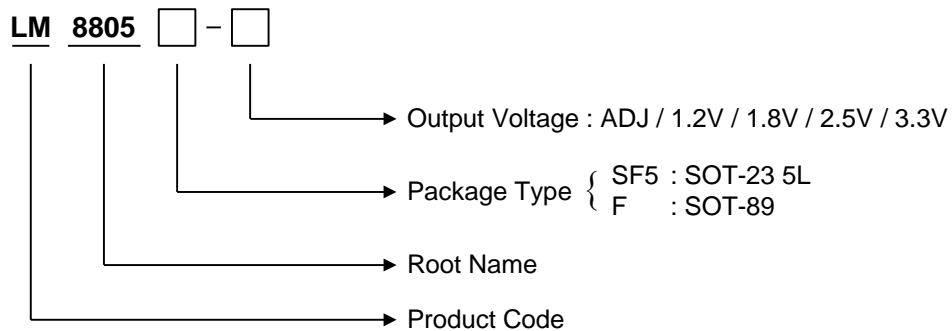 LM 8805 –
Output Voltage : ADJ / 1.2V / 1.8V / 2.5V / 3.3V
Package Type { SF5 : SOT-23 5L
F : SOT-89
Root Name
Product Code